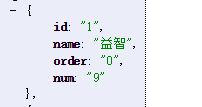 - {
id: "1",
name: "益智",
order: "0",
num: "9"
},